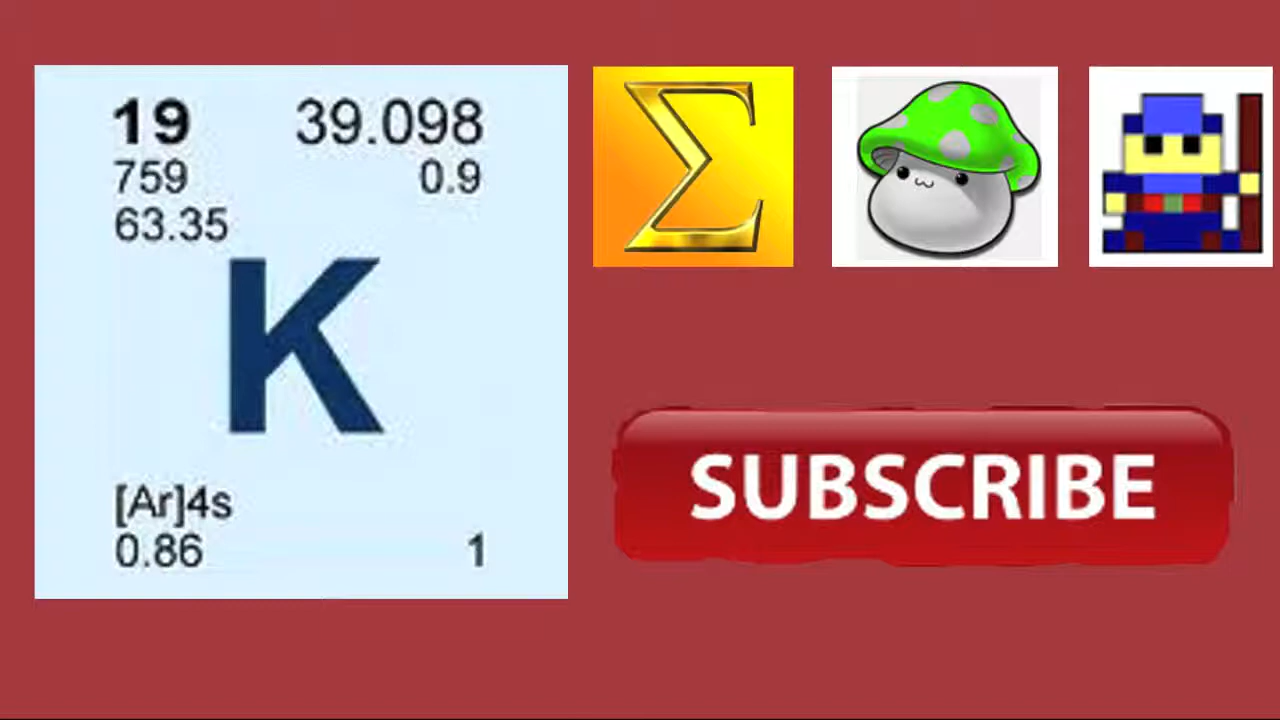 19 39.098
759 0.9
63.35
K
[Ar]4s
0.86 1
Σ
SUBSCRIBE